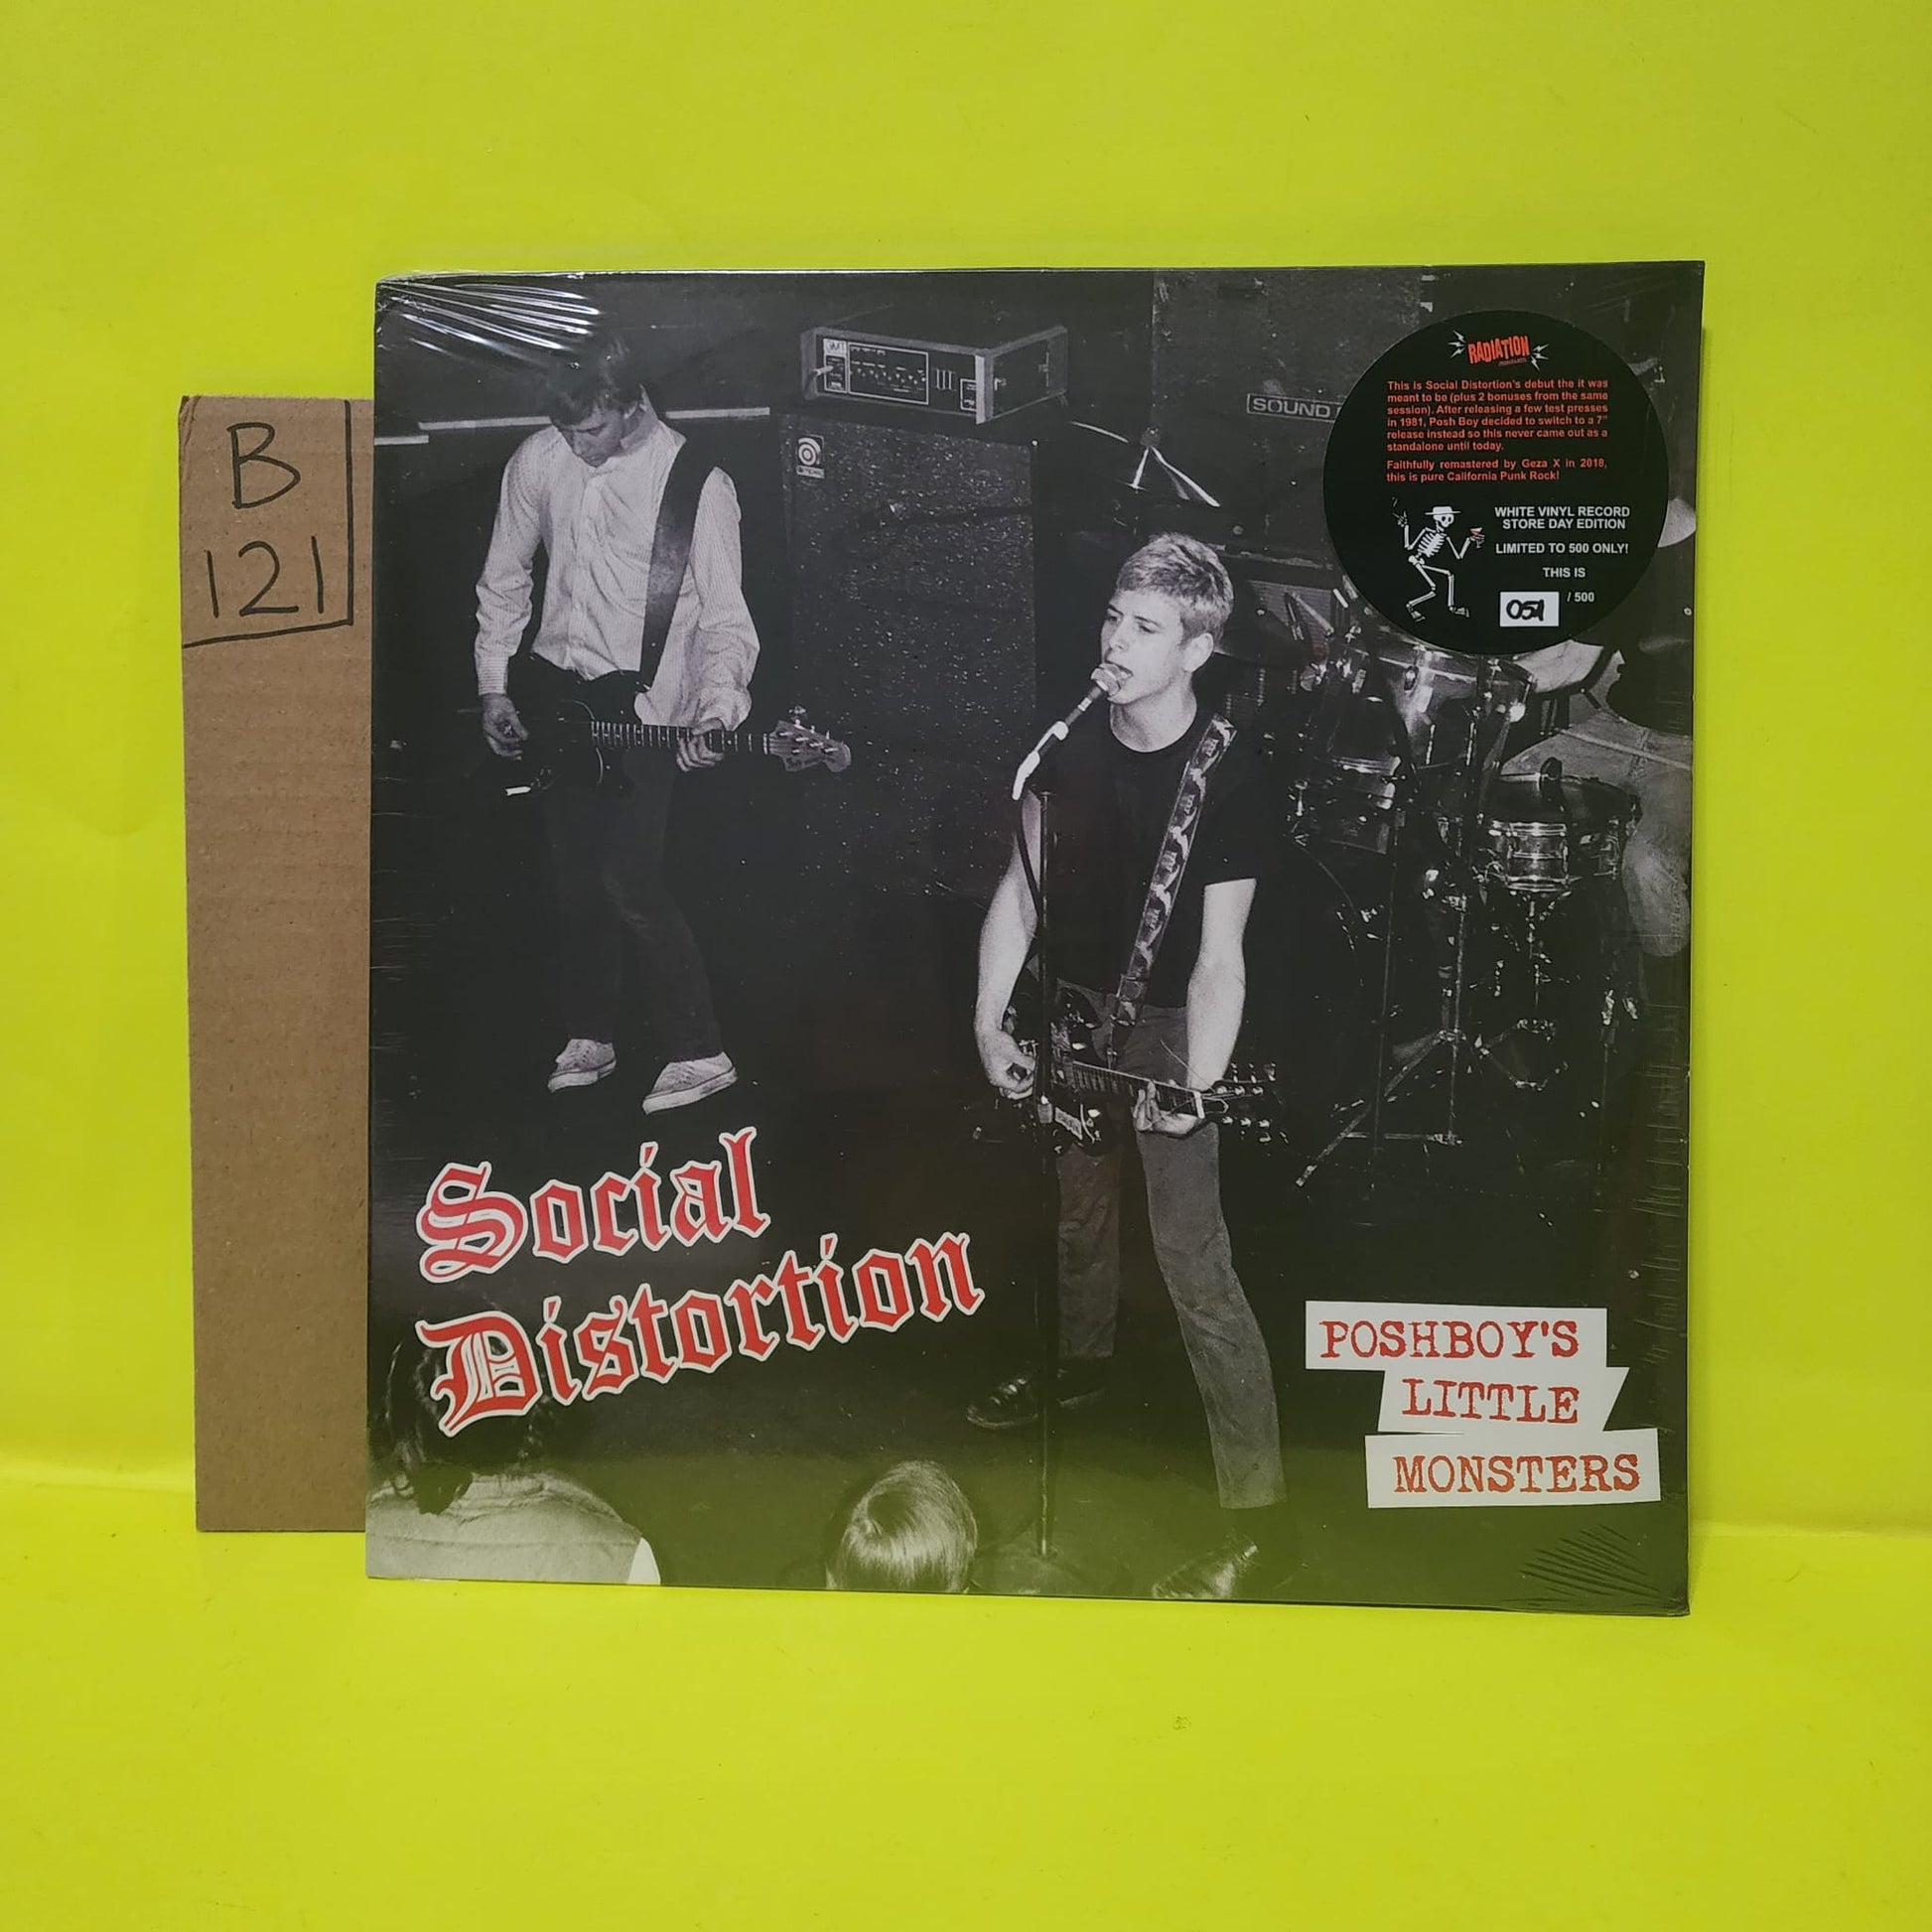 B
121
SOUND
RADIATION
This is Social Distortion's debut the it was
meant to be (plus 2 bonuses from the same
session). After releasing a few test presses
in 1981, Posh Boy decided to switch to a 7"
release instead so this never came out as a
standalone until today.
Faithfully remastered by Geza X in 2018,
this is pure California Punk Rock!
WHITE VINYL RECORD
STORE DAY EDITION
LIMITED TO 500 ONLY!
THIS IS
/ 500
Social
Distortion
POSHBOY'S
LITTLE
MONSTERS